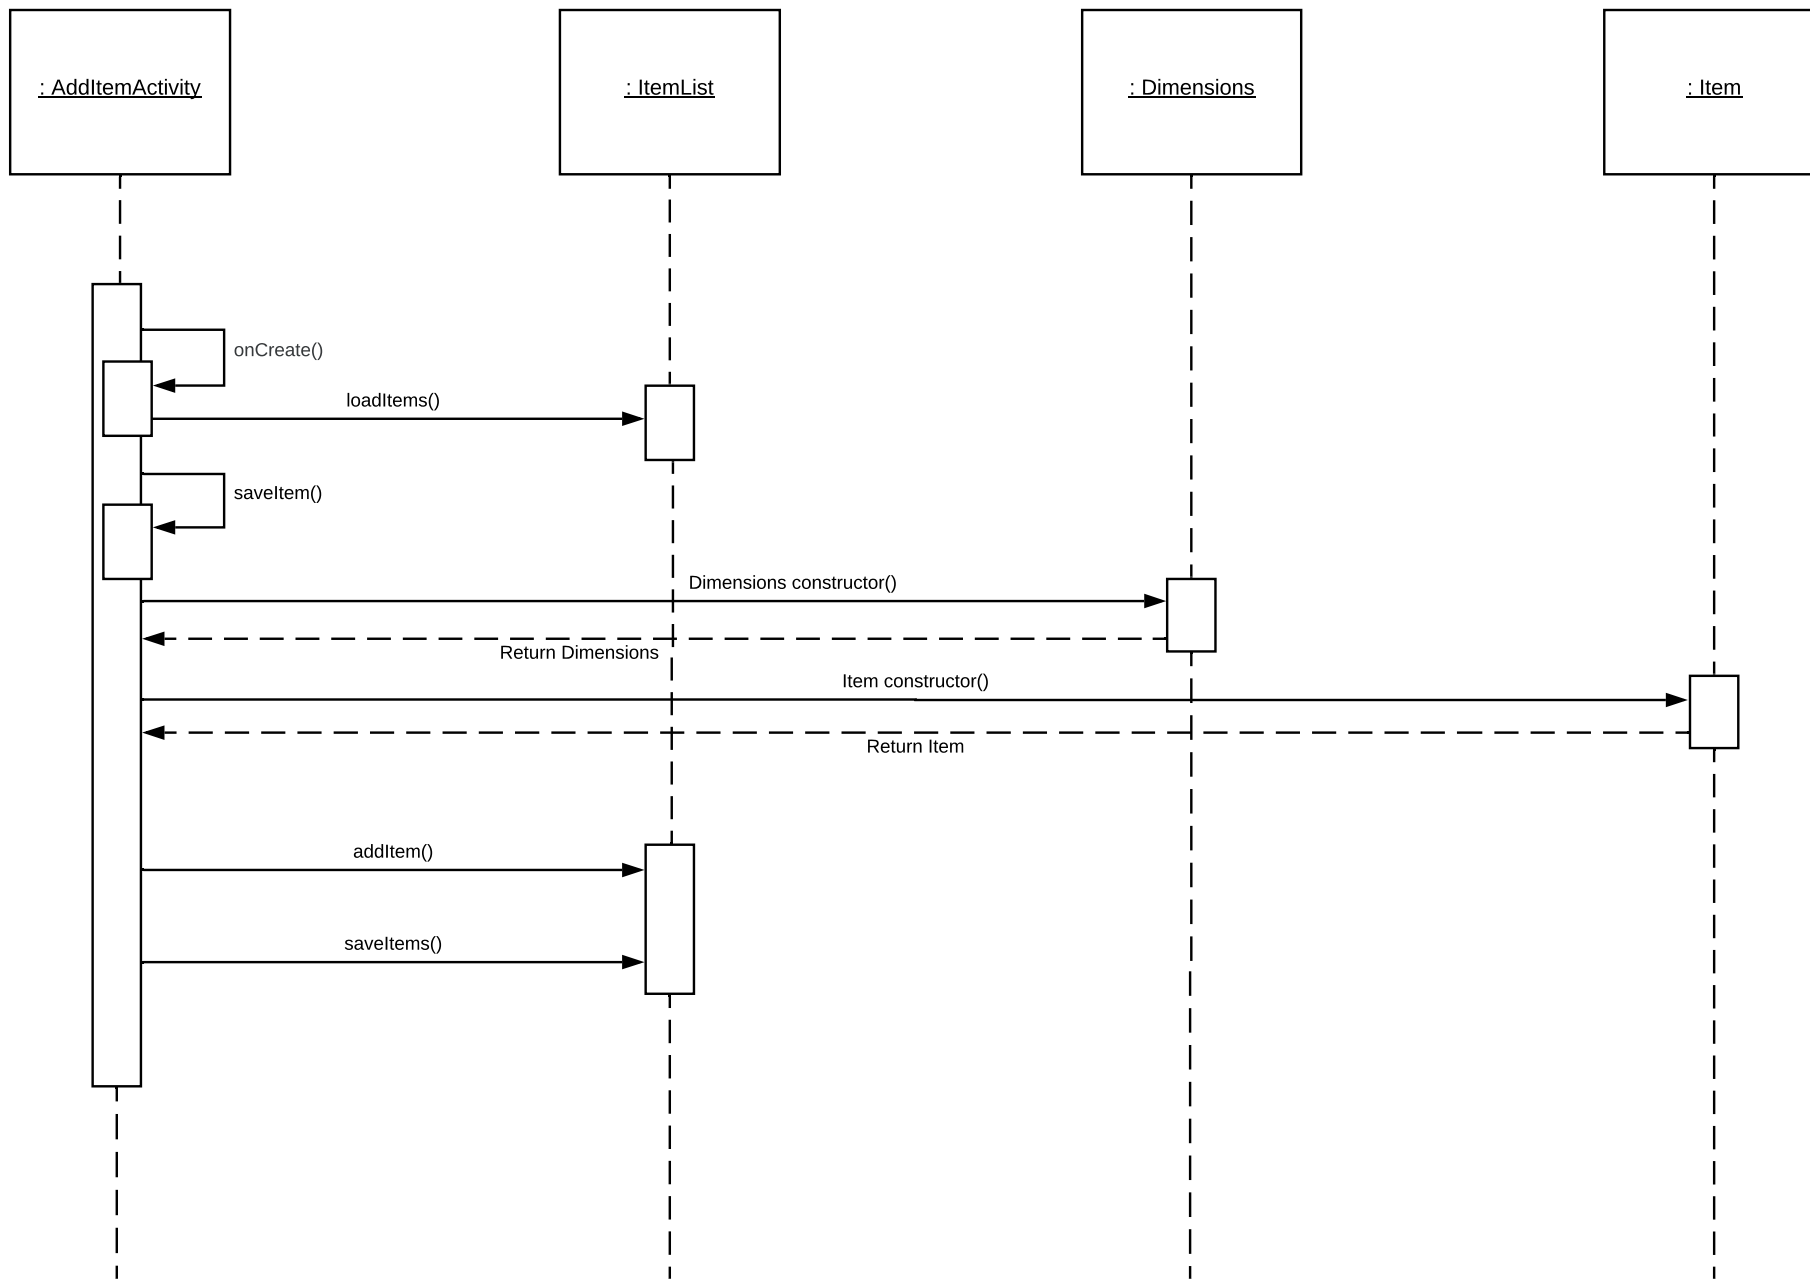 : AddItemActivity
: ItemList
: Dimensions
: Item
onCreate()
loadItems()
saveItem()
Dimensions constructor()
Return Dimensions
Item constructor()
Return Item
addItem()
saveItems()